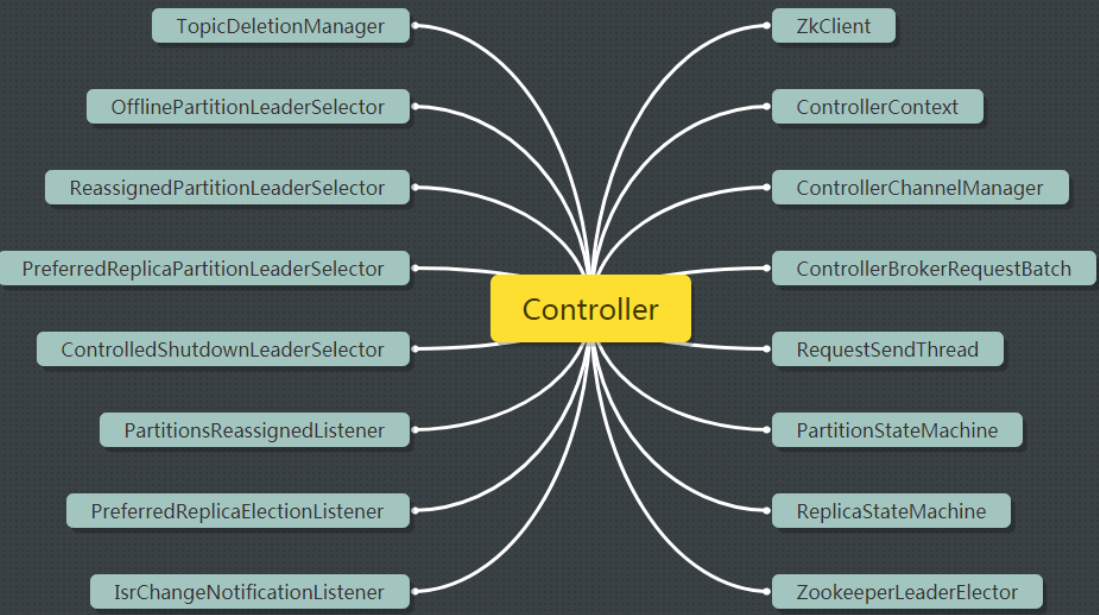 TopicDeletionManager
OfflinePartitionLeaderSelector
ReassignedPartitionLeaderSelector
PreferredReplicaPartitionLeaderSelector
ControlledShutdownLeaderSelector
PartitionsReassignedListener
PreferredReplicaElectionListener
IsrChangeNotificationListener
Controller
ZkClient
ControllerContext
ControllerChannelManager
ControllerBrokerRequestBatch
RequestSendThread
PartitionStateMachine
ReplicaStateMachine
ZookeeperLeaderElector